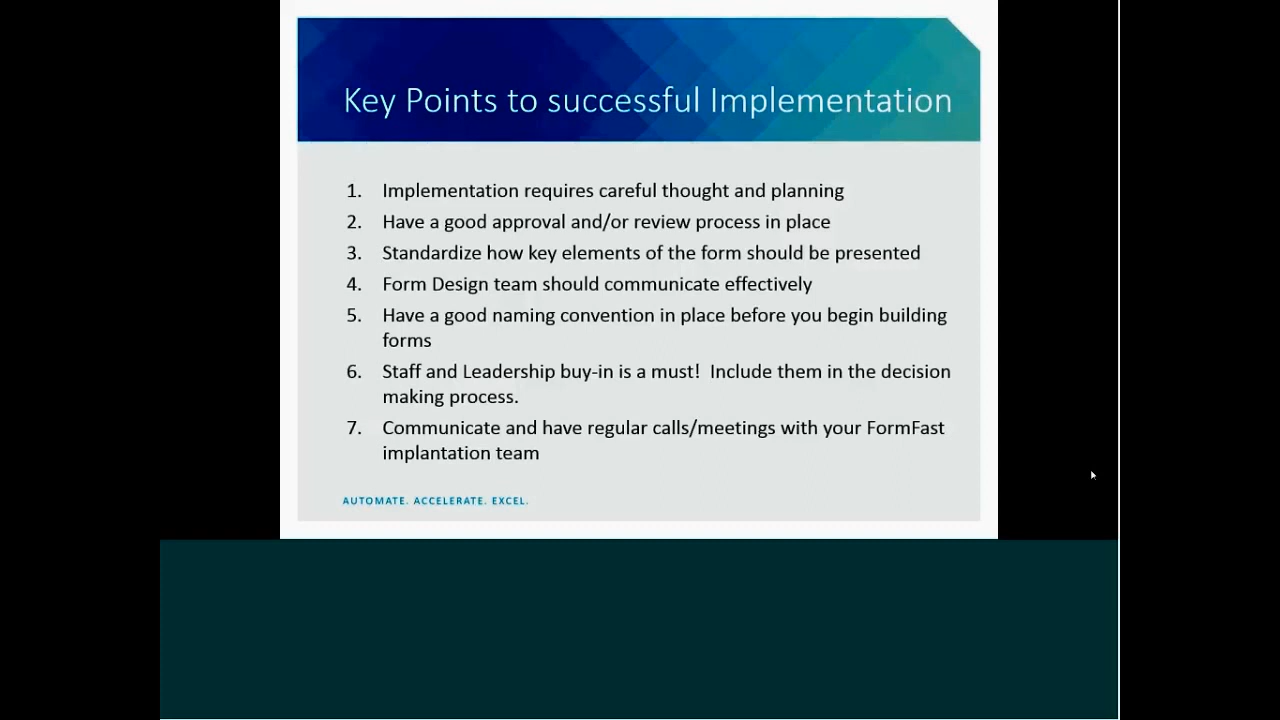 Key Points to successful Implementation
1. Implementation requires careful thought and planning
2. Have a good approval and/or review process in place
3. Standardize how key elements of the form should be presented
4. Form Design team should communicate effectively
5. Have a good naming convention in place before you begin building
forms
6. Staff and Leadership buy-in is a must!  Include them in the decision
making process.
7. Communicate and have regular calls/meetings with your FormFast
implantation team
AUTOMATE. ACCELERATE. EXCEL.